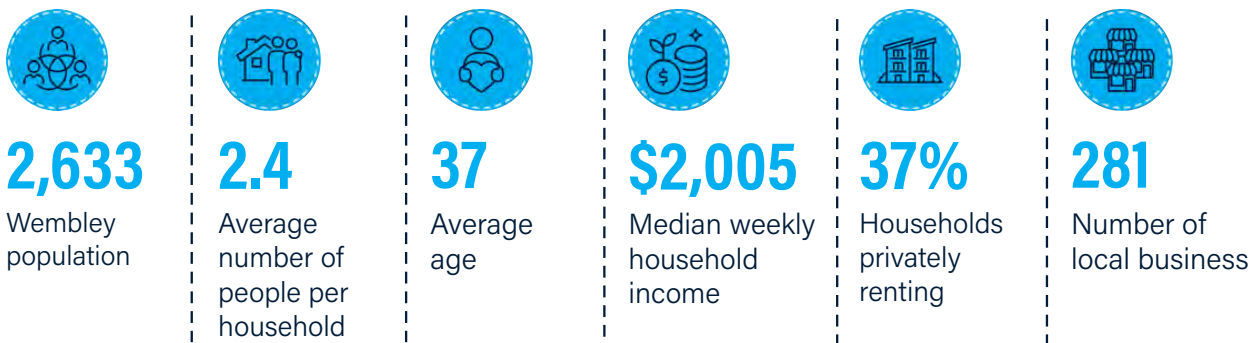 2,633
Wembley
population
2.4
Average
number of
people per
household
37
Average
age
$2,005
Median weekly
household
income
37%
Households
privately
renting
281
Number of
local business